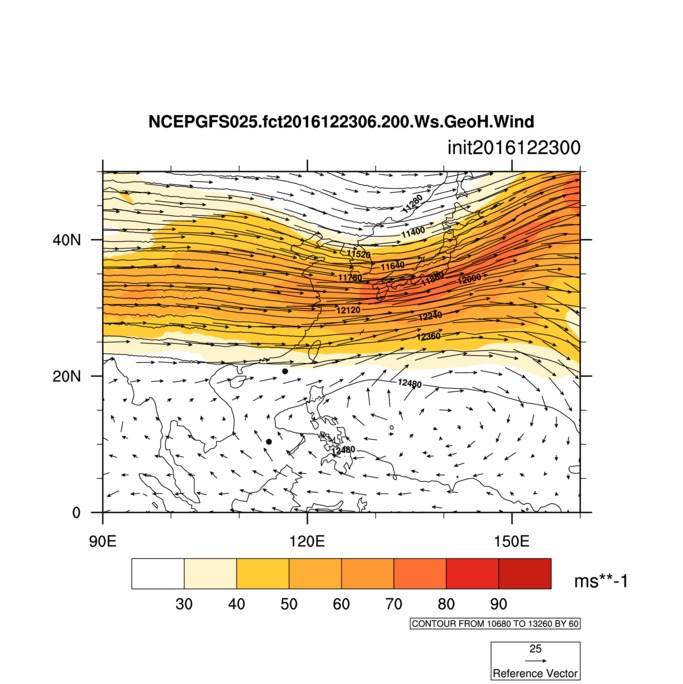 NCEPGFS025.fct2016122306.200.Ws.GeoH.Wind
init2016122300
11280
11400
40N
11520
11640
11760
11880
12000
12120
12240
12360
20N
12480
12480
0
90E 120E 150E
ms**-1
30 40 50 60 70 80 90
CONTOUR FROM 10680 TO 13260 BY 60
25
Reference Vector